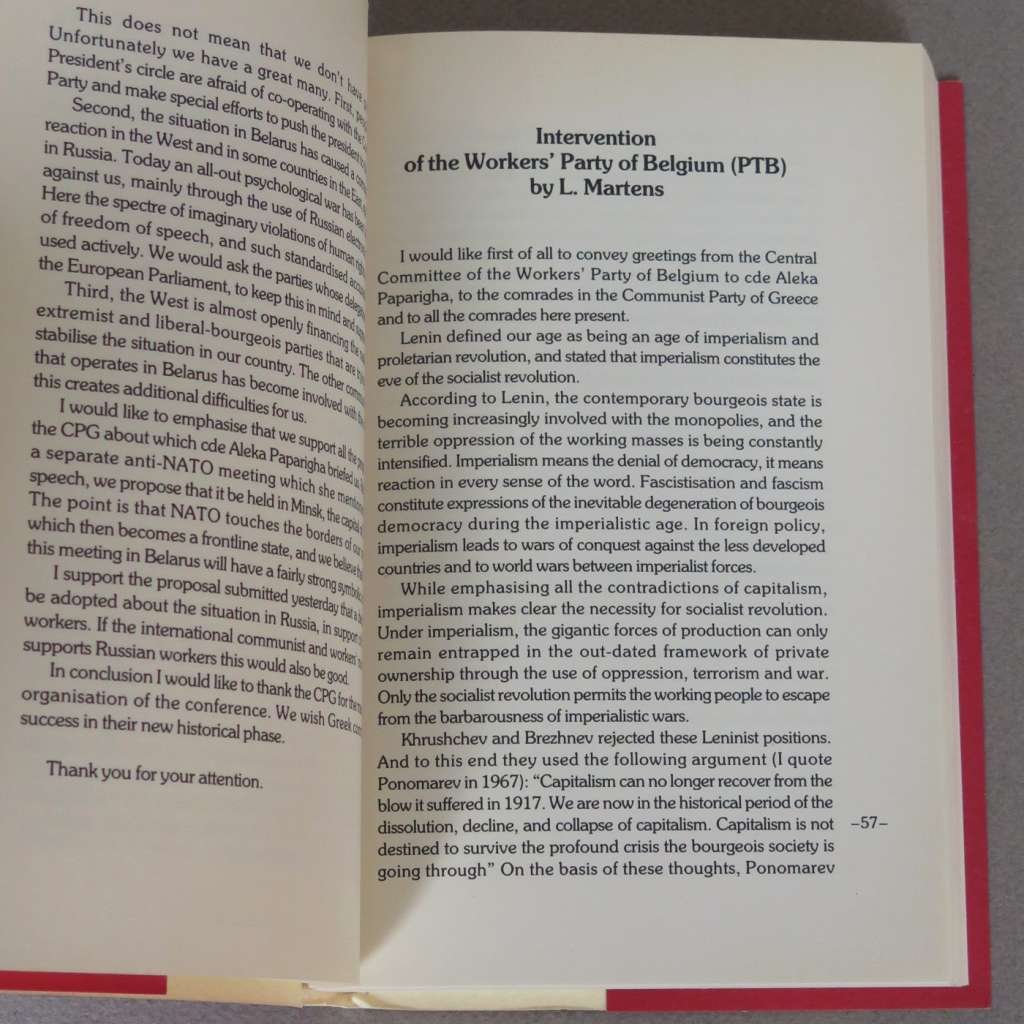 This does not mean that we don't have
Unfortunately we have a great many. First,
President's circle are afraid of co-operating with the
Party and make special efforts to push the president
Second, the situation in Belarus has caused a
reaction in the West and in some countries in the East,
in Russia. Today an all-out psychological war has been
against us, mainly through the use of Russian
Here the spectre of imaginary violations of human
of freedom of speech, and such standardised
used actively. We would ask the parties whose
the European Parliament, to keep this in mind and
Third, the West is almost openly financing the
extremist and liberal-bourgeois parties that are
stabilise the situation in our country. The other
that operates in Belarus has become involved with
this creates additional difficulties for us.
I would like to emphasise that we support all the
the CPG about which cde Aleka Paparigha briefed us
a separate anti-NATO meeting which she
speech, we propose that it be held in Minsk, the capital
The point is that NATO touches the borders of our
which then becomes a frontline state, and we believe
this meeting in Belarus will have a fairly strong
I support the proposal submitted yesterday that a
be adopted about the situation in Russia, in support
workers. If the international communist and workers'
supports Russian workers this would also be good.
In conclusion I would like to thank the CPG for the
organisation of the conference. We wish Greek
success in their new historical phase.
Thank you for your attention.
Intervention
of the Workers' Party of Belgium (PTB)
by L. Martens
I would like first of all to convey greetings from the Central
Committee of the Workers' Party of Belgium to cde Aleka
Paparigha, to the comrades in the Communist Party of Greece
and to all the comrades here present.
Lenin defined our age as being an age of imperialism and
proletarian revolution, and stated that imperialism constitutes the
eve of the socialist revolution.
According to Lenin, the contemporary bourgeois state is
becoming increasingly involved with the monopolies, and the
terrible oppression of the working masses is being constantly
intensified. Imperialism means the denial of democracy, it means
reaction in every sense of the word. Fascistisation and fascism
constitute expressions of the inevitable degeneration of bourgeois
democracy during the imperialistic age. In foreign policy,
imperialism leads to wars of conquest against the less developed
countries and to world wars between imperialist forces.
While emphasising all the contradictions of capitalism,
imperialism makes clear the necessity for socialist revolution.
Under imperialism, the gigantic forces of production can only
remain entrapped in the out-dated framework of private
ownership through the use of oppression, terrorism and war.
Only the socialist revolution permits the working people to escape
from the barbarousness of imperialistic wars.
Khrushchev and Brezhnev rejected these Leninist positions.
And to this end they used the following argument (I quote
Ponomarev in 1967): “Capitalism can no longer recover from the
blow it suffered in 1917. We are now in the historical period of the
dissolution, decline, and collapse of capitalism. Capitalism is not
destined to survive the profound crisis the bourgeois society is
going through” On the basis of these thoughts, Ponomarev
–57–